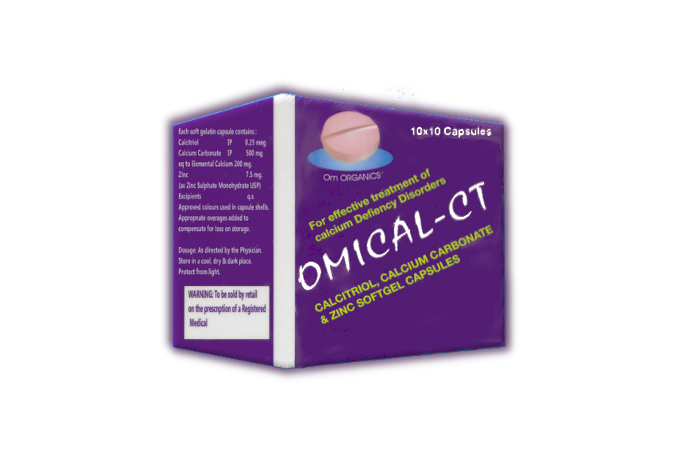 Each soft gelatin capsule contains :
Calcitriel IP 0.25 meg
Calcium Carbonate IP 500 mg
eq to Elemental Calcium 200 mg.
Zinc 7.5 mg.
(as Zinc Sulphate Monohydrate USP)
Excipients q.s.
Approved colours used in capsule shells.
Appropnate overages added to
compensate for loss on storage.
Dosage: As directed by the Physician.
Store in a cool, dry & dark place.
Protect from light.
WARNING: To be sold by retail
on the prescnption of a Registered
Medical
10x10 Capsules
Om ORGANICS
For effective treatment of
calcium Defiency Disorders
OMICAL-CT
CALCITRIOL, CALCIUM CARBONATE
& ZINC SOFTGEL CAPSULES